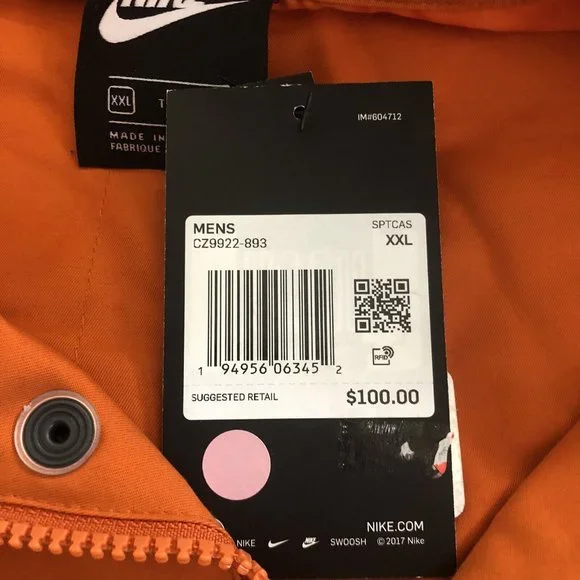 XXL
MADE IN
FABRIQUE
IM#604712
MENS SPTCAS
CZ9922-893 XXL
1 94956 06345 2
RFID
SUGGESTED RETAIL $100.00
NIKE.COM
NIKE SWOOSH © 2017 Nike